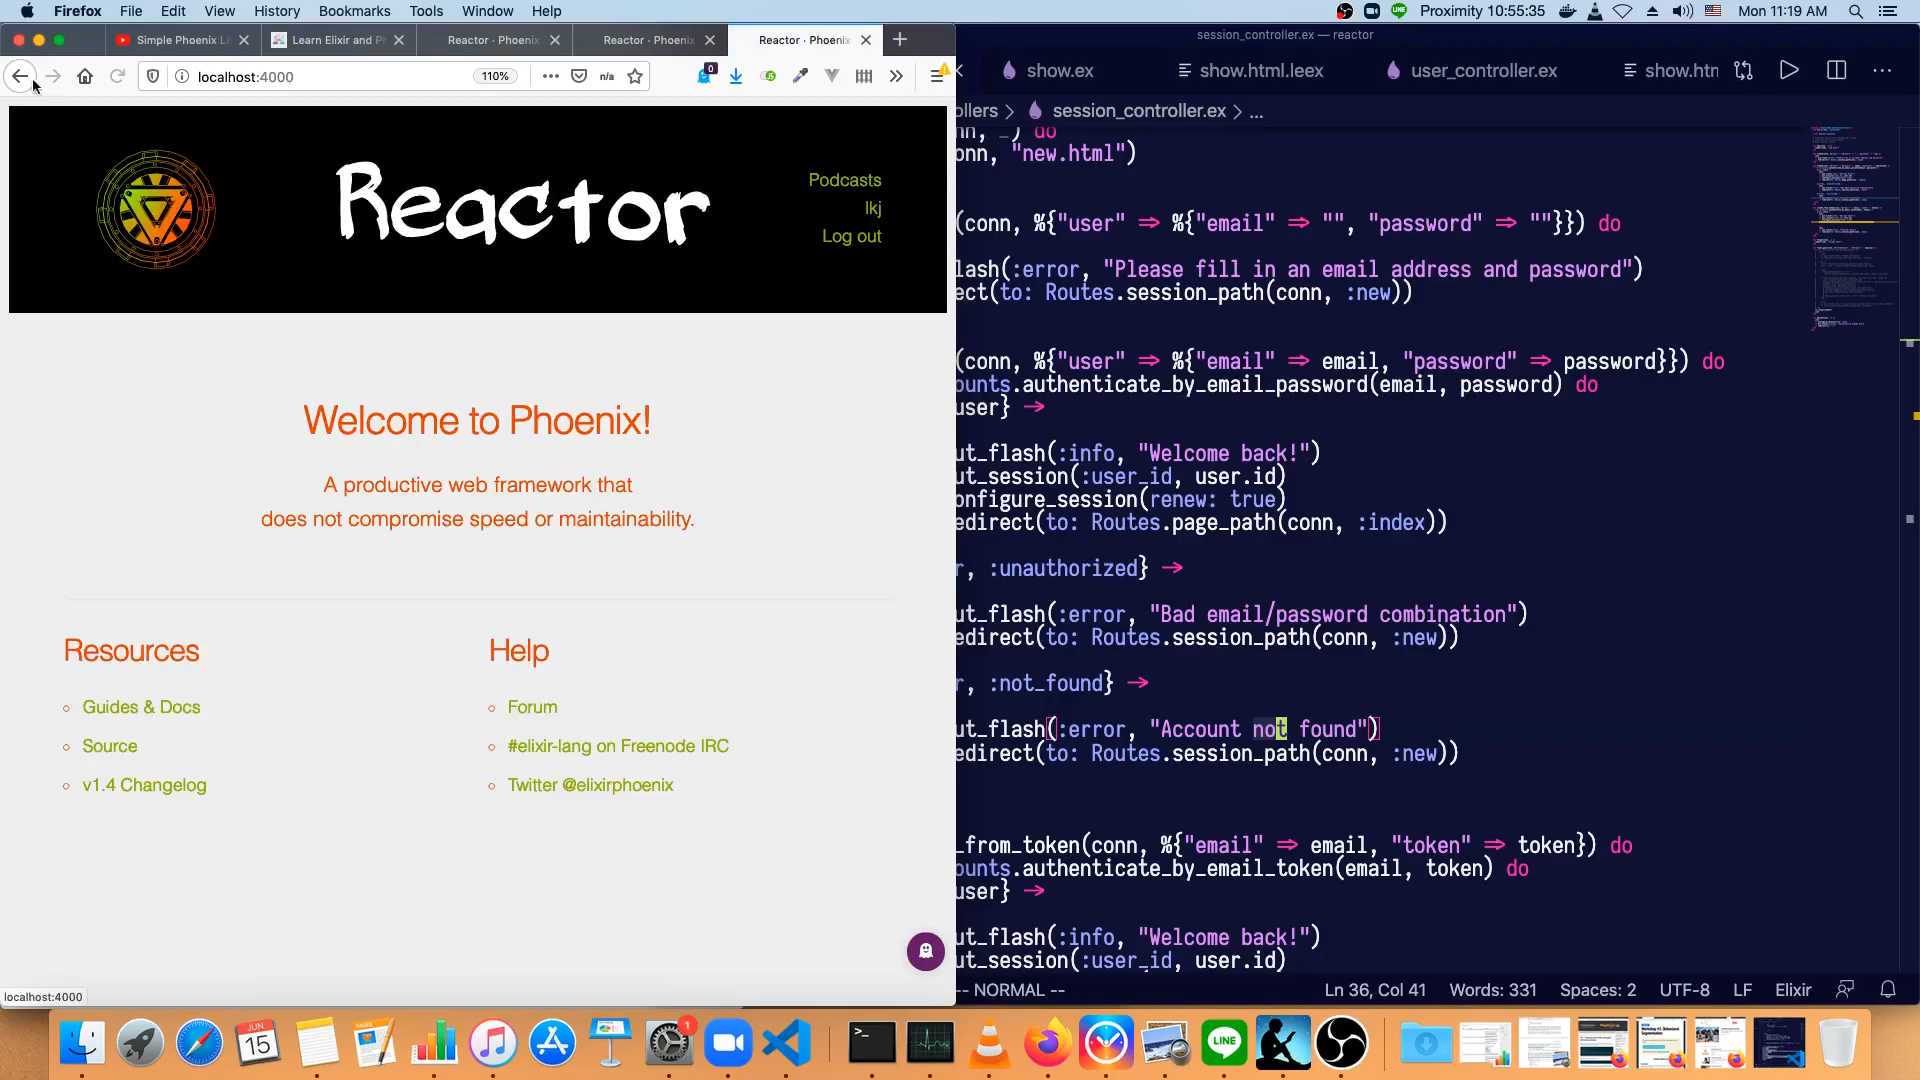 Firefox File Edit View History Bookmarks Tools Window Help
Proximity 10:55:35 Mon 11:19 AM
Simple Phoenix Li
Learn Elixir and P
Reactor · Phoenix
Reactor · Phoenix
Reactor · Phoenix
localhost:4000
110%
n/a
0
Reactor
Podcasts
lkj
Log out
Welcome to Phoenix!
A productive web framework that
does not compromise speed or maintainability.
Resources
Guides & Docs
Source
v1.4 Changelog
Help
Forum
#elixir-lang on Freenode IRC
Twitter @elixirphoenix
localhost:4000
session_controller.ex — reactor
show.ex
show.html.leex
user_controller.ex
show.htn
ollers > session_controller.ex > ...
nn, _) do
onn, "new.html")
(conn, %{"user" => %{"email" => "", "password" => ""}}) do
lash(:error, "Please fill in an email address and password")
ect(to: Routes.session_path(conn, :new))
(conn, %{"user" => %{"email" => email, "password" => password}}) do
ounts.authenticate_by_email_password(email, password) do
user} ->
ut_flash(:info, "Welcome back!")
ut_session(:user_id, user.id)
onfigure_session(renew: true)
edirect(to: Routes.page_path(conn, :index))
r, :unauthorized} ->
ut_flash(:error, "Bad email/password combination")
edirect(to: Routes.session_path(conn, :new))
r, :not_found} ->
ut_flash(:error, "Account not found")
edirect(to: Routes.session_path(conn, :new))
_from_token(conn, %{"email" => email, "token" => token}) do
ounts.authenticate_by_email_token(email, token) do
user} ->
ut_flash(:info, "Welcome back!")
ut_session(:user_id, user.id)
-- NORMAL --
Ln 36, Col 41 Words: 331 Spaces: 2 UTF-8 LF Elixir
JUN
15
1
LINE